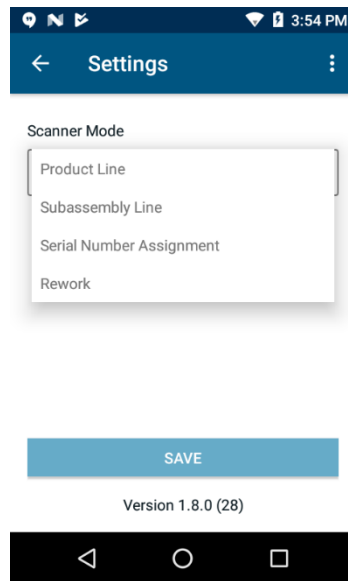 3:54 PM
Settings
Scanner Mode
Product Line
Subassembly Line
Serial Number Assignment
Rework
SAVE
Version 1.8.0 (28)